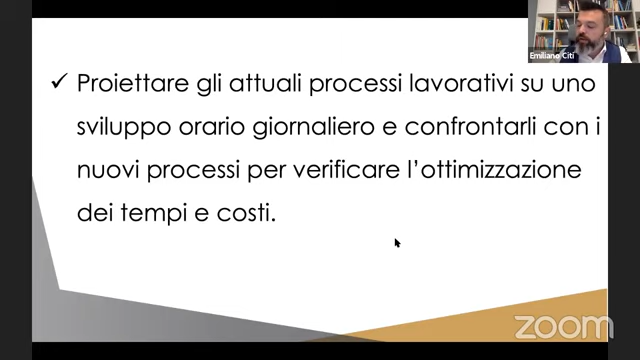 Emiliano Citi
✓ Proiettare gli attuali processi lavorativi su uno
sviluppo orario giornaliero e confrontarli con i
nuovi processi per verificare l'ottimizzazione
dei tempi e costi.
zoom